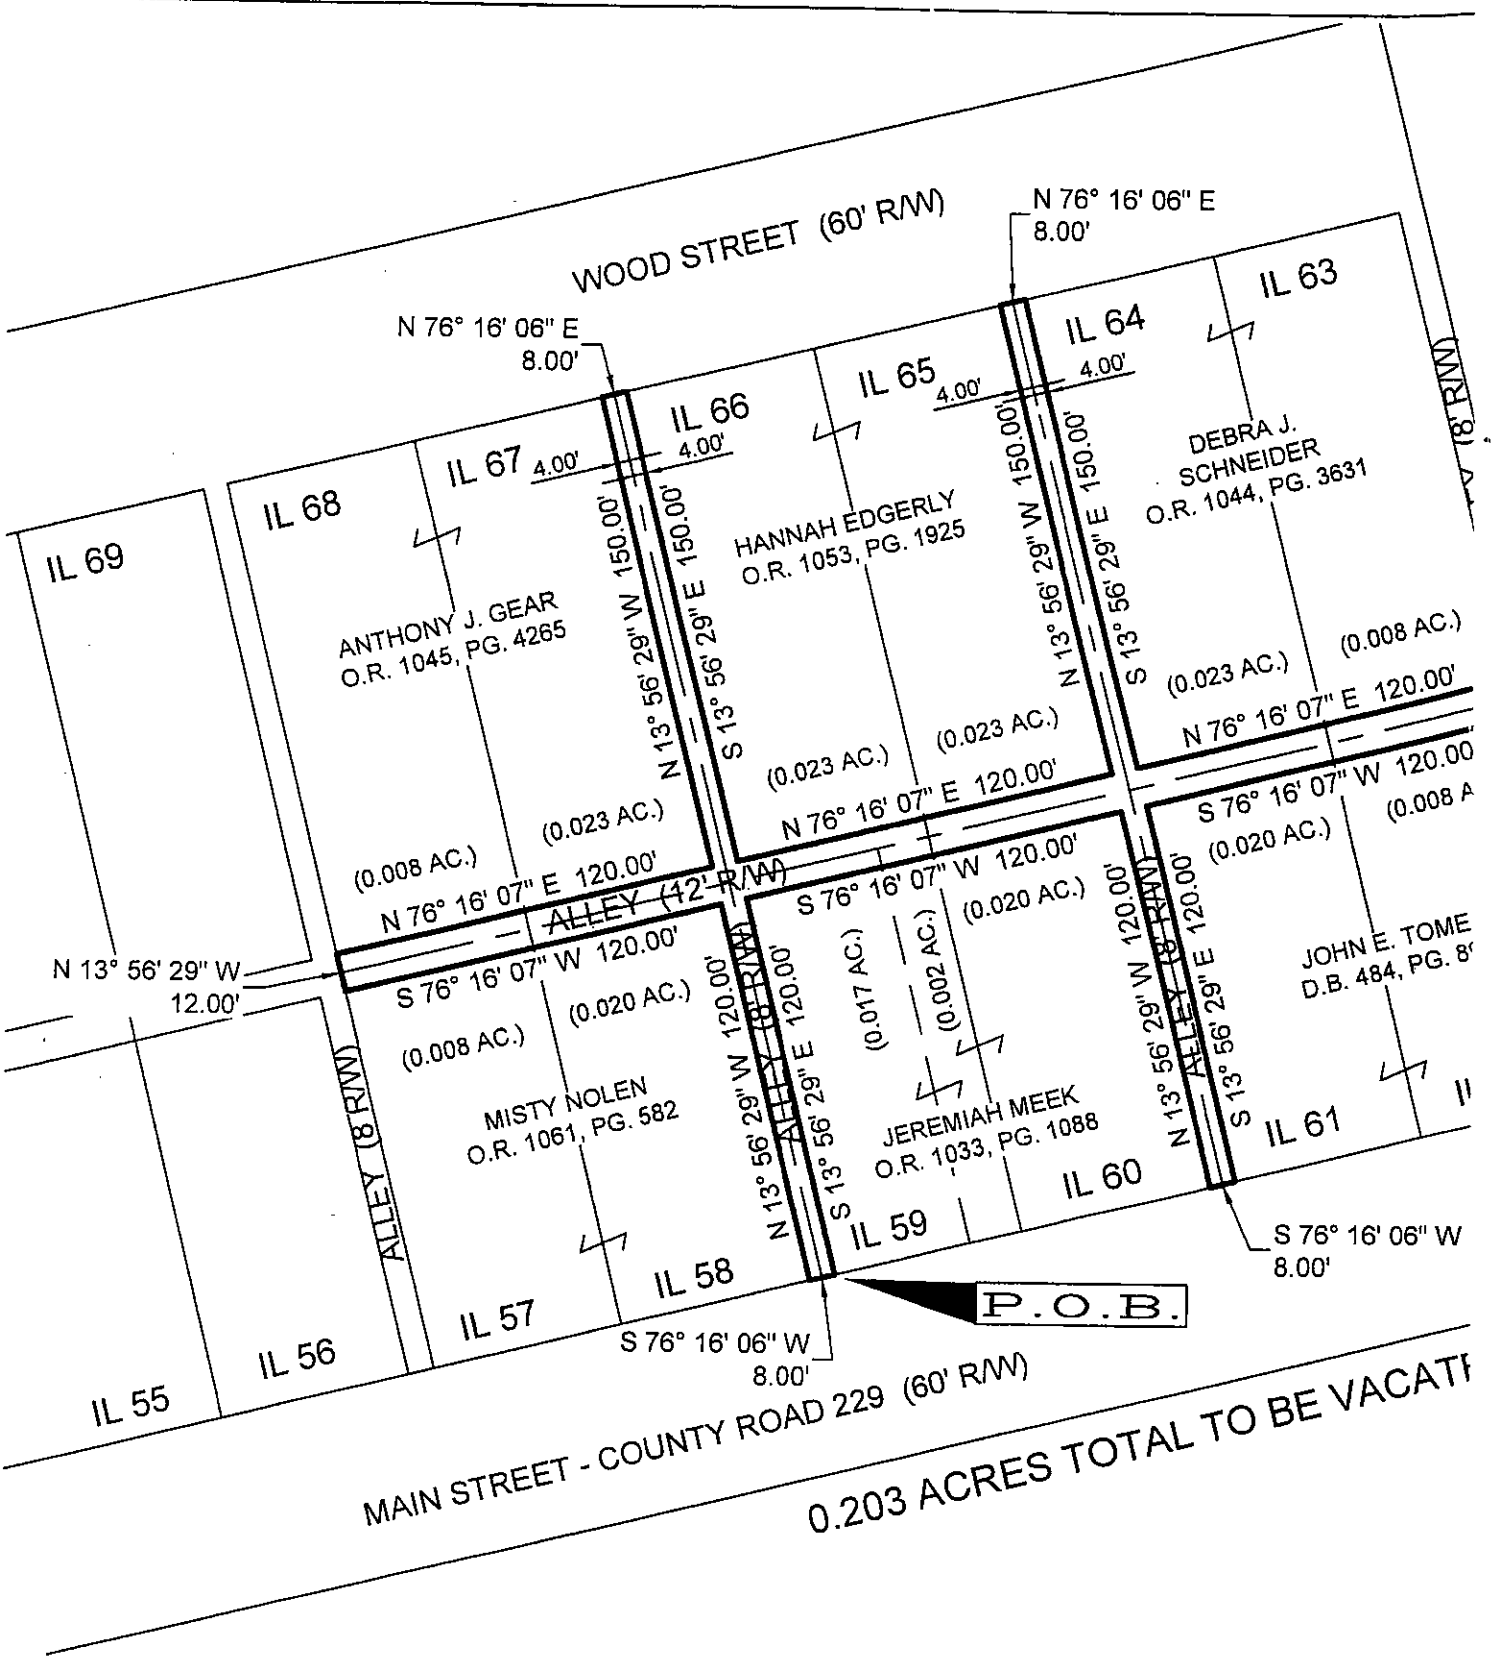 WOOD STREET (60' R/W)
N 76° 16' 06" E
8.00'
N 76° 16' 06" E
8.00'
IL 63
IL 64
IL 65
IL 66
IL 67
IL 68
IL 69
4.00'
4.00'
4.00'
4.00'
(8' R/W)
DEBRA J.
SCHNEIDER
O.R. 1044, PG. 3631
HANNAH EDGERLY
O.R. 1053, PG. 1925
ANTHONY J. GEAR
O.R. 1045, PG. 4265
N 13° 56' 29" W 150.00'
S 13° 56' 29" E 150.00'
N 13° 56' 29" W 150.00'
S 13° 56' 29" E 150.00'
(0.008 AC.)
(0.023 AC.)
(0.023 AC.)
(0.023 AC.)
(0.023 AC.)
(0.008 AC.)
N 76° 16' 07" E 120.00'
N 76° 16' 07" E 120.00'
N 76° 16' 07" E 120.00'
ALLEY (12' R/W)
N 13° 56' 29" W
12.00'
S 76° 16' 07" W 120.00'
S 76° 16' 07" W 120.00'
S 76° 16' 07" W 120.00
(0.008 AC.)
(0.020 AC.)
(0.017 AC.)
(0.002 AC.)
(0.020 AC.)
(0.020 AC.)
(0.008 A
ALLEY (8 R/W)
N 13° 56' 29" W 120.00'
ALLEY (8' R/W)
S 13° 56' 29" E 120.00'
N 13° 56' 29" W 120.00'
ALLEY (8' R/W)
S 13° 56' 29" E 120.00'
MISTY NOLEN
O.R. 1061, PG. 582
JEREMIAH MEEK
O.R. 1033, PG. 1088
JOHN E. TOME
D.B. 484, PG. 8
IL 55
IL 56
IL 57
IL 58
IL 59
IL 60
IL 61
S 76° 16' 06" W
8.00'
S 76° 16' 06" W
8.00'
P.O.B.
MAIN STREET - COUNTY ROAD 229 (60' R/W)
0.203 ACRES TOTAL TO BE VACAT